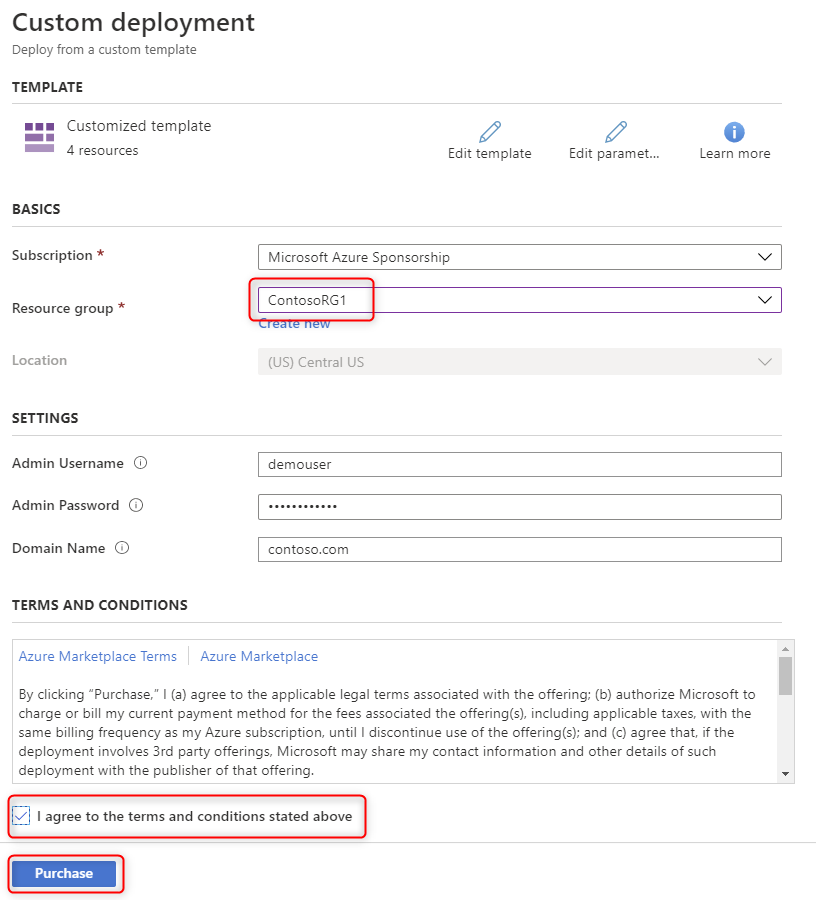 Custom deployment
Deploy from a custom template
TEMPLATE
Customized template
4 resources
Edit template
Edit paramet...
Learn more
BASICS
Subscription *
Microsoft Azure Sponsorship
Resource group *
ContosoRG1
Create new
Location
(US) Central US
SETTINGS
Admin Username
demouser
Admin Password
••••••••••••
Domain Name
contoso.com
TERMS AND CONDITIONS
Azure Marketplace Terms
Azure Marketplace
By clicking “Purchase,” I (a) agree to the applicable legal terms associated with the offering; (b) authorize Microsoft to
charge or bill my current payment method for the fees associated the offering(s), including applicable taxes, with the
same billing frequency as my Azure subscription, until I discontinue use of the offering(s); and (c) agree that, if the
deployment involves 3rd party offerings, Microsoft may share my contact information and other details of such
deployment with the publisher of that offering.
I agree to the terms and conditions stated above
Purchase